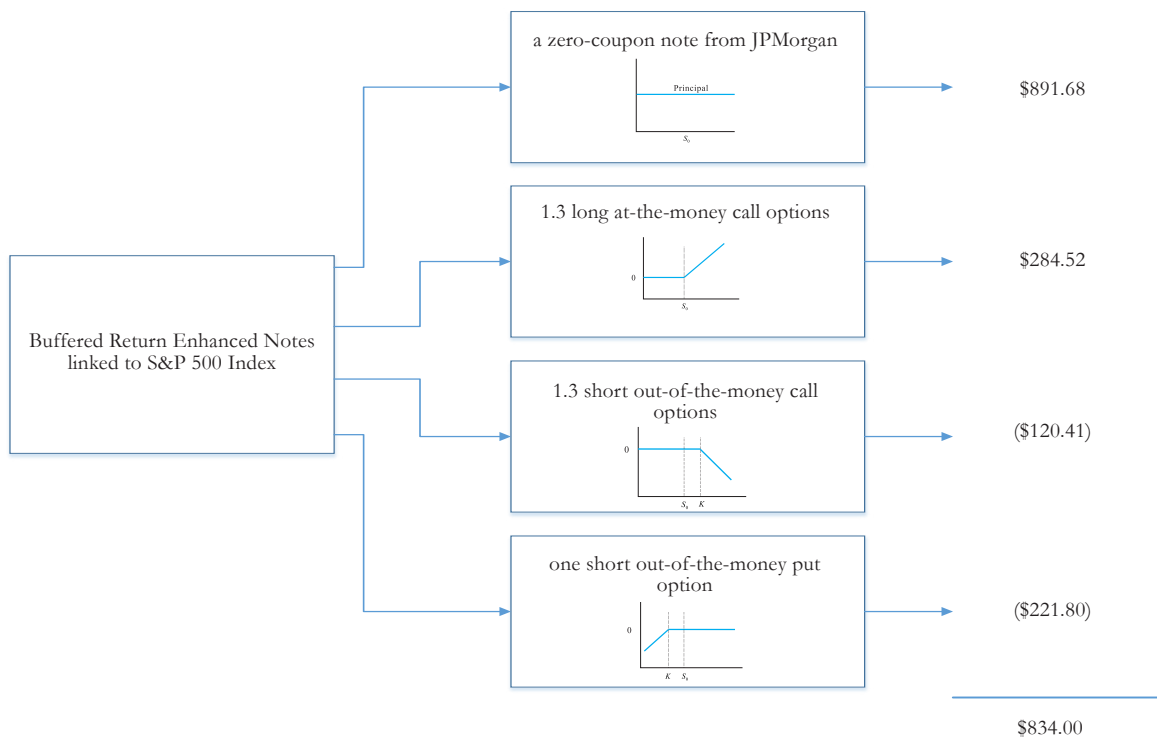 a zero-coupon note from JPMorgan
Principal
S0
$891.68
1.3 long at-the-money call options
0
S0
$284.52
Buffered Return Enhanced Notes
linked to S&P 500 Index
1.3 short out-of-the-money call
options
0
S0 K
($120.41)
one short out-of-the-money put
option
0
K S0
($221.80)
$834.00